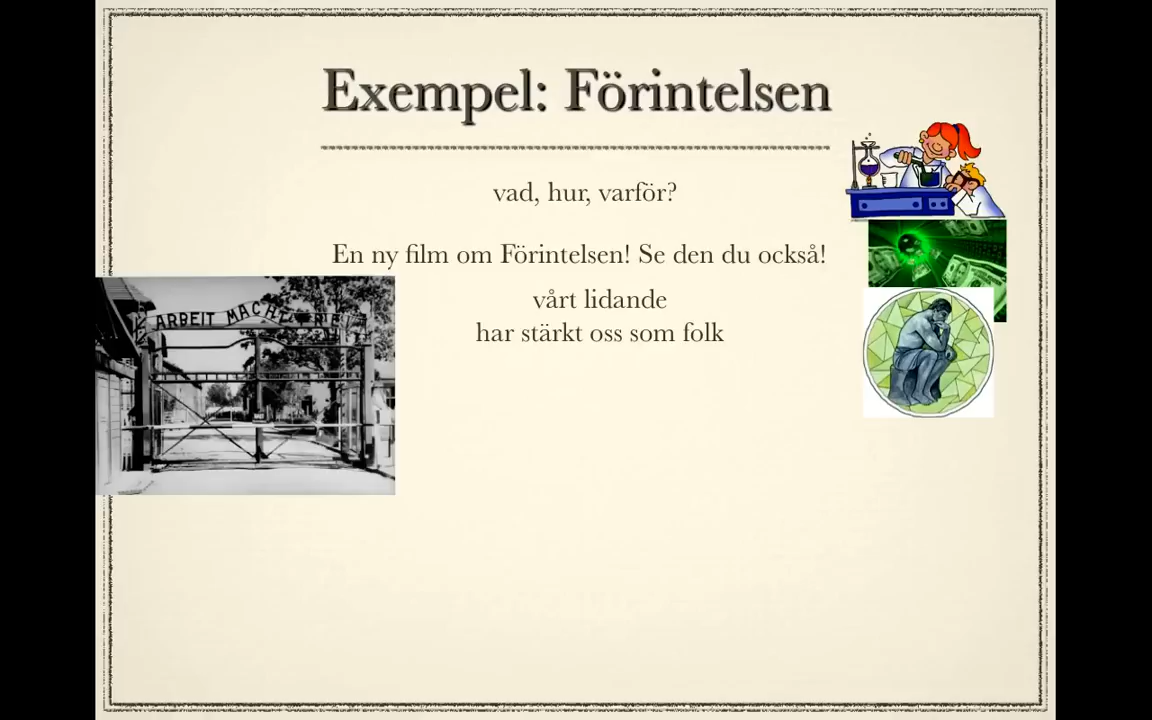 Exempel: Förintelsen
vad, hur, varför?
En ny film om Förintelsen! Se den du också!
vårt lidande
har stärkt oss som folk
ARBEIT MACHT FREI